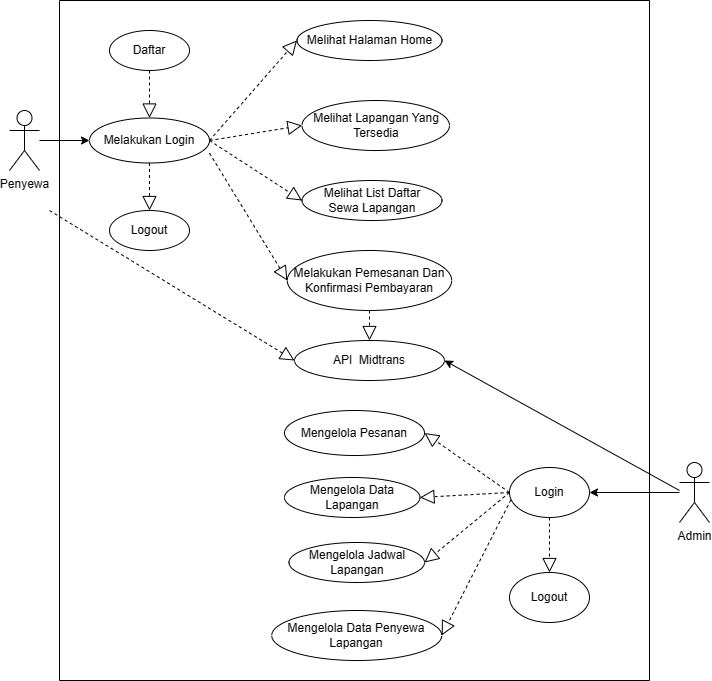 Daftar
Melihat Halaman Home
Melihat Lapangan Yang
Tersedia
Melakukan Login
Penyewa
Melihat List Daftar
Sewa Lapangan
Logout
Melakukan Pemesanan Dan
Konfirmasi Pembayaran
API Midtrans
Mengelola Pesanan
Mengelola Data
Lapangan
Login
Admin
Mengelola Jadwal
Lapangan
Logout
Mengelola Data Penyewa
Lapangan